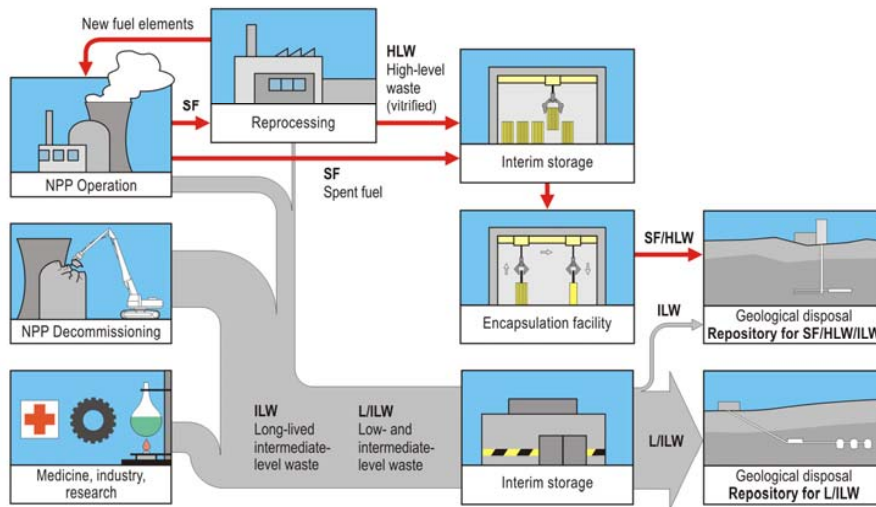 New fuel elements
HLW
High-level
waste
(vitrified)
SF
Reprocessing
NPP Operation
Interim storage
SF
Spent fuel
SF/HLW
NPP Decommissioning
Encapsulation facility
ILW
Geological disposal
Repository for SF/HLW/ILW
ILW
Long-lived
intermediate-
level waste
L/ILW
Low- and
intermediate-
level waste
L/ILW
Medicine, industry,
research
Interim storage
Geological disposal
Repository for L/ILW